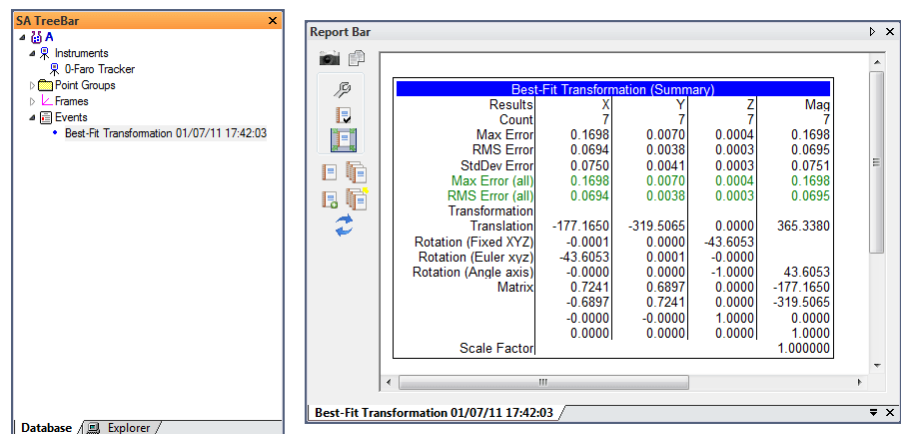 SA TreeBar
A
Instruments
0-Faro Tracker
Point Groups
Frames
Events
Best-Fit Transformation 01/07/11 17:42:03
Database Explorer
Report Bar
Best-Fit Transformation (Summary)
Results X Y Z Mag
Count 7 7 7 7
Max Error 0.1698 0.0070 0.0004 0.1698
RMS Error 0.0694 0.0038 0.0003 0.0695
StdDev Error 0.0750 0.0041 0.0003 0.0751
Max Error (all) 0.1698 0.0070 0.0004 0.1698
RMS Error (all) 0.0694 0.0038 0.0003 0.0695
Transformation
Translation -177.1650 -319.5065 0.0000 365.3380
Rotation (Fixed XYZ) -0.0001 0.0000 -43.6053
Rotation (Euler xyz) -43.6053 0.0001 -0.0000
Rotation (Angle axis) -0.0000 0.0000 -1.0000 43.6053
Matrix 0.7241 0.6897 0.0000 -177.1650
-0.6897 0.7241 0.0000 -319.5065
-0.0000 -0.0000 1.0000 0.0000
0.0000 0.0000 0.0000 1.0000
Scale Factor 1.000000
Best-Fit Transformation 01/07/11 17:42:03